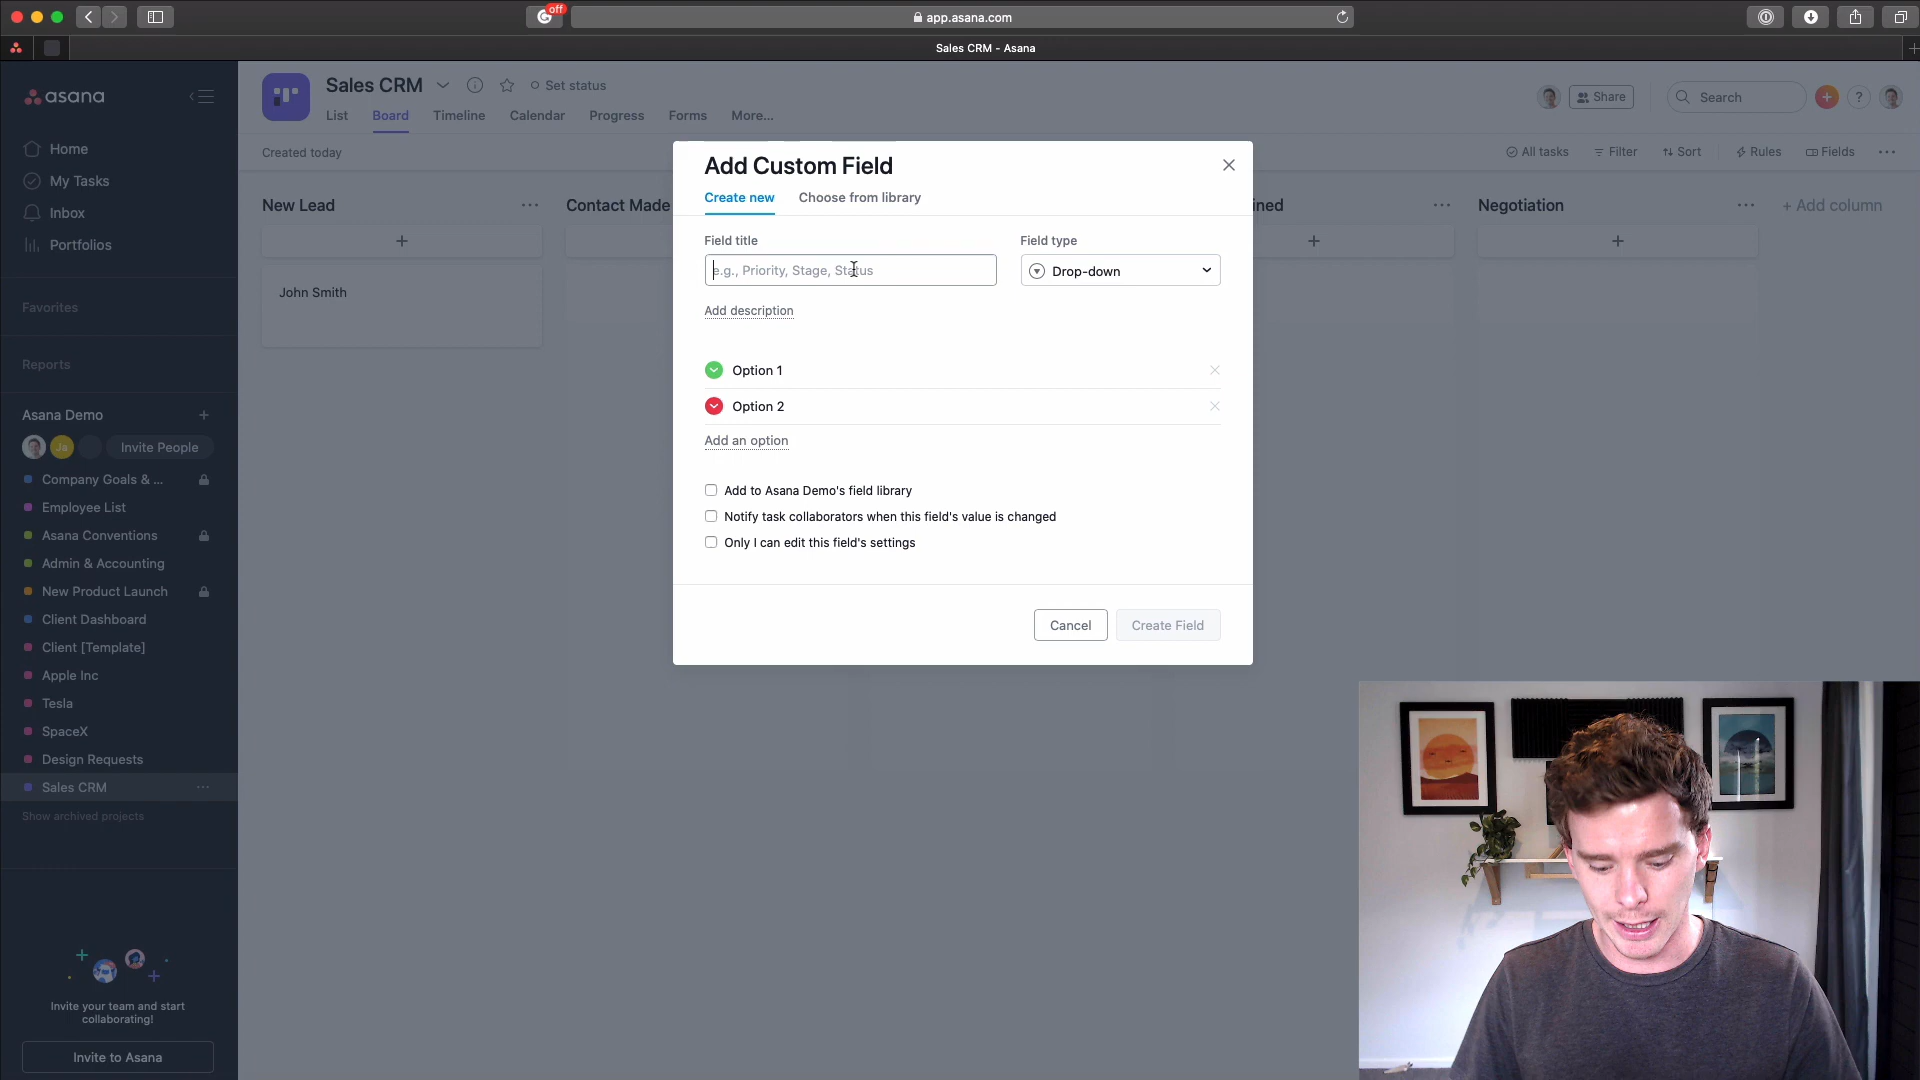 off
app.asana.com
Sales CRM - Asana
asana
Home
My Tasks
Inbox
Portfolios
Favorites
Reports
Asana Demo
Ja
Invite People
Company Goals & ...
Employee List
Asana Conventions
Admin & Accounting
New Product Launch
Client Dashboard
Client [Template]
Apple Inc
Tesla
SpaceX
Design Requests
Sales CRM
Show archived projects
Invite your team and start
collaborating!
Invite to Asana
Sales CRM
Set status
List
Board
Timeline
Calendar
Progress
Forms
More...
Share
Search
Created today
All tasks
Filter
Sort
Rules
Fields
New Lead
Contact Made
ined
Negotiation
+ Add column
John Smith
Add Custom Field
Create new
Choose from library
Field title
Field type
e.g., Priority, Stage, Status
Drop-down
Add description
Option 1
Option 2
Add an option
Add to Asana Demo's field library
Notify task collaborators when this field's value is changed
Only I can edit this field's settings
Cancel
Create Field